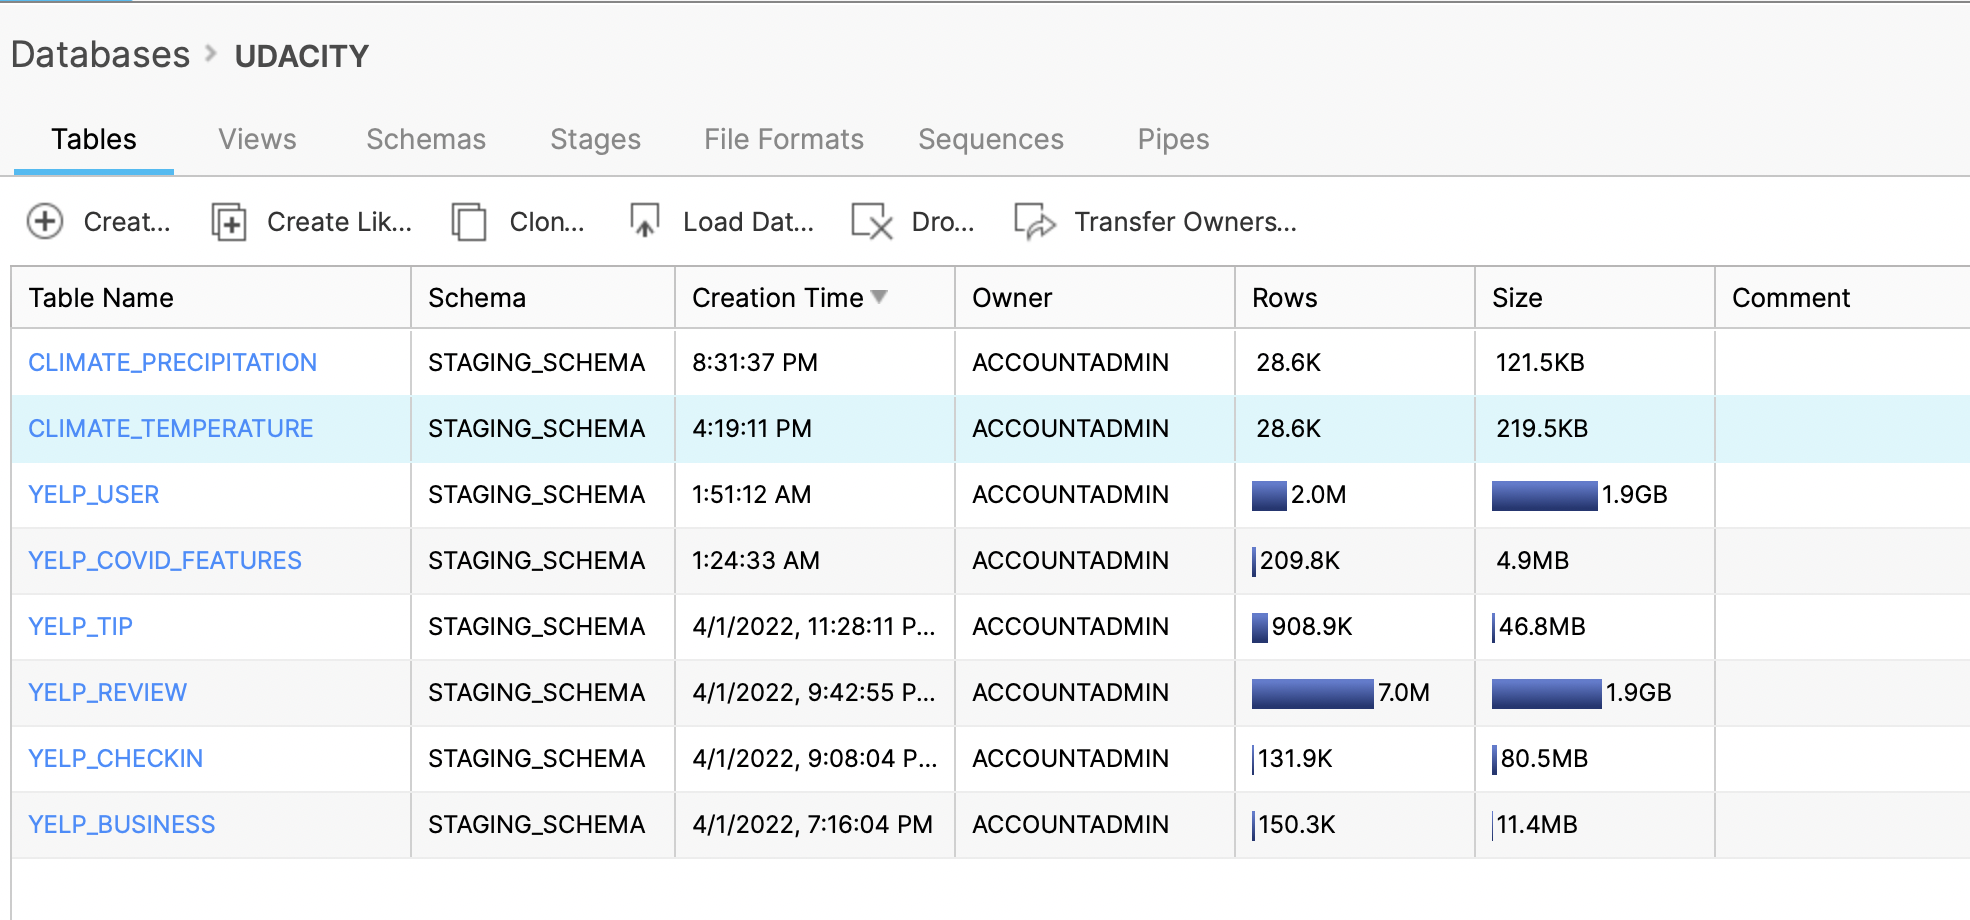 Databases > UDACITY
Tables Views Schemas Stages File Formats Sequences Pipes
Creat... Create Lik... Clon... Load Dat... Dro... Transfer Owners...
Table Name Schema Creation Time Owner Rows Size Comment
CLIMATE_PRECIPITATION STAGING_SCHEMA 8:31:37 PM ACCOUNTADMIN 28.6K 121.5KB
CLIMATE_TEMPERATURE STAGING_SCHEMA 4:19:11 PM ACCOUNTADMIN 28.6K 219.5KB
YELP_USER STAGING_SCHEMA 1:51:12 AM ACCOUNTADMIN 2.0M 1.9GB
YELP_COVID_FEATURES STAGING_SCHEMA 1:24:33 AM ACCOUNTADMIN 209.8K 4.9MB
YELP_TIP STAGING_SCHEMA 4/1/2022, 11:28:11 P... ACCOUNTADMIN 908.9K 46.8MB
YELP_REVIEW STAGING_SCHEMA 4/1/2022, 9:42:55 P... ACCOUNTADMIN 7.0M 1.9GB
YELP_CHECKIN STAGING_SCHEMA 4/1/2022, 9:08:04 P... ACCOUNTADMIN 131.9K 80.5MB
YELP_BUSINESS STAGING_SCHEMA 4/1/2022, 7:16:04 PM ACCOUNTADMIN 150.3K 11.4MB